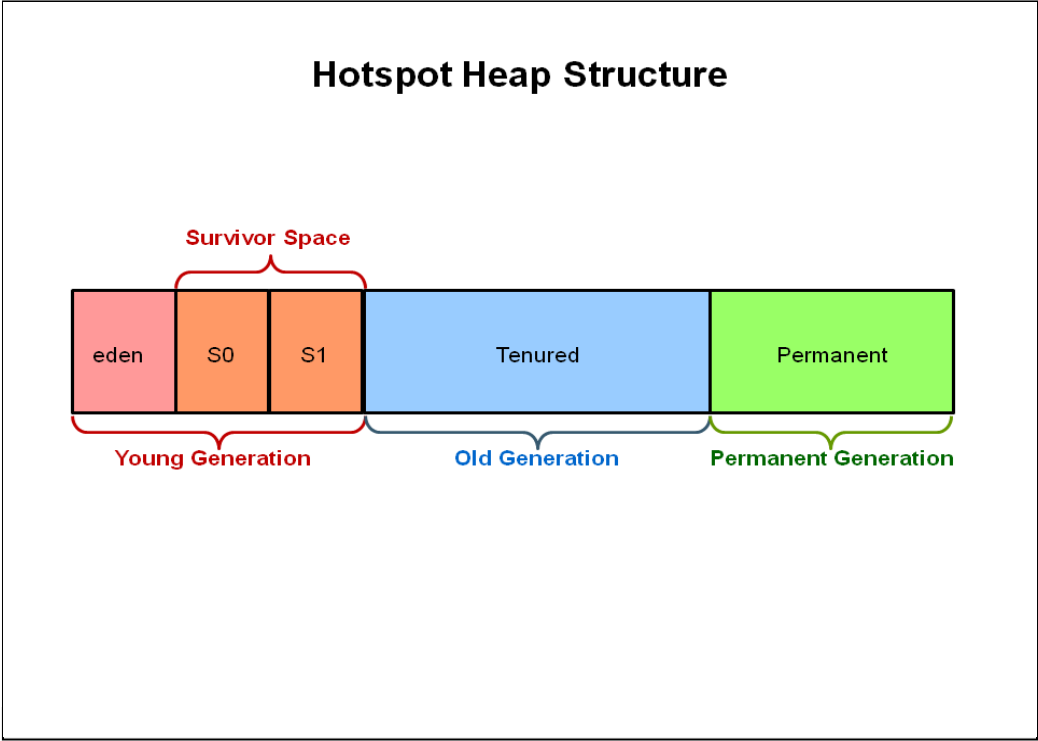 Hotspot Heap Structure
Survivor Space
eden
S0
S1
Tenured
Permanent
Young Generation
Old Generation
Permanent Generation